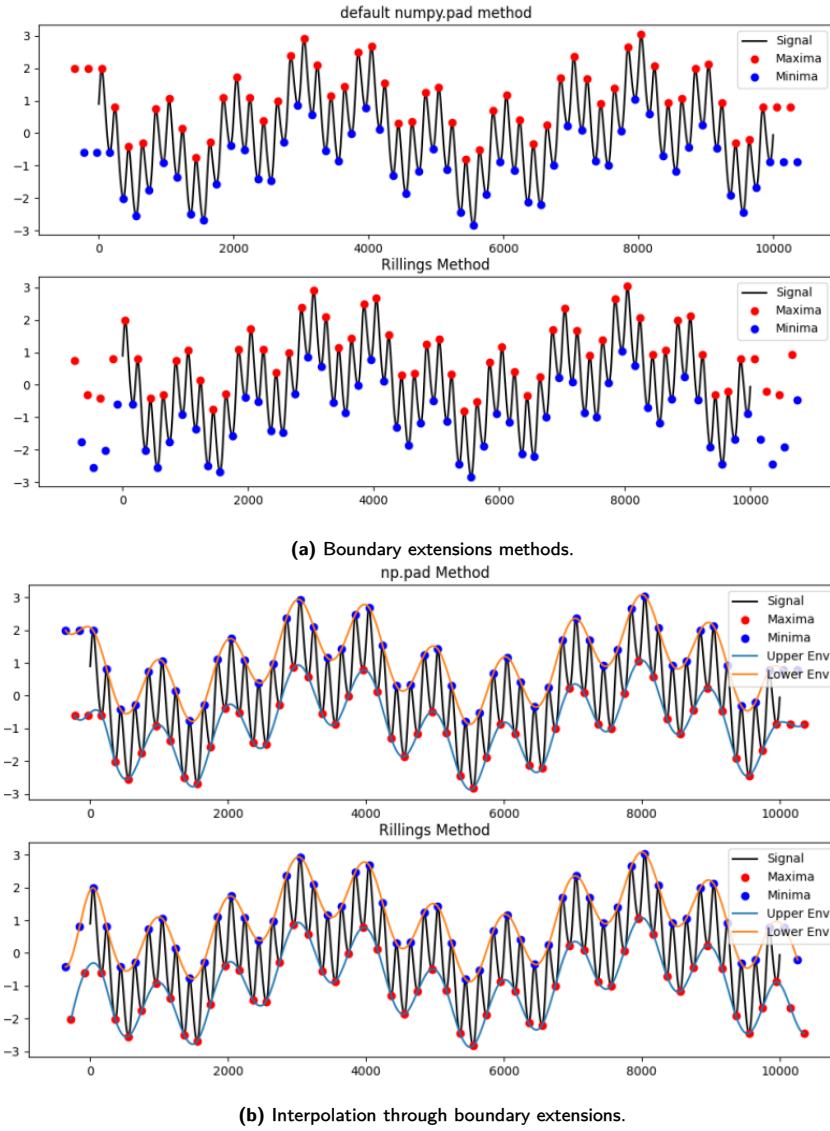 default numpy.pad method
3
2
1
0
−1
−2
−3
Signal
Maxima
Minima
0 2000 4000 6000 8000 10000
Rillings Method
3
2
1
0
−1
−2
−3
Signal
Maxima
Minima
0 2000 4000 6000 8000 10000
(a) Boundary extensions methods.
np.pad Method
3
2
1
0
−1
−2
−3
Signal
Maxima
Minima
Upper Env
Lower Env
0 2000 4000 6000 8000 10000
Rillings Method
3
2
1
0
−1
−2
−3
Signal
Maxima
Minima
Upper Env
Lower Env
0 2000 4000 6000 8000 10000
(b) Interpolation through boundary extensions.